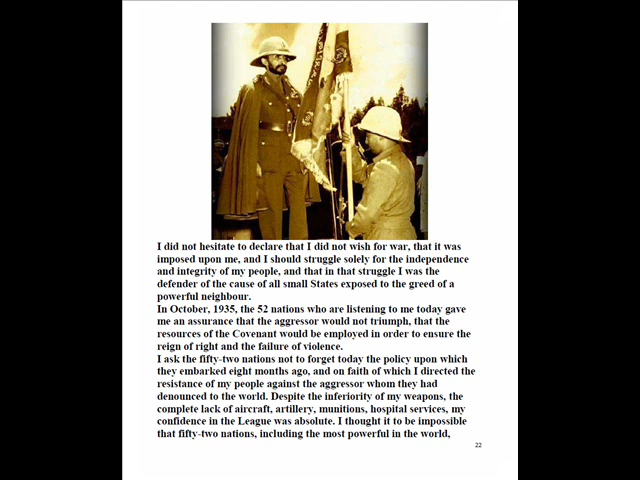 I did not hesitate to declare that I did not wish for war, that it was
imposed upon me, and I should struggle solely for the independence
and integrity of my people, and that in that struggle I was the
defender of the cause of all small States exposed to the greed of a
powerful neighbour.
In October, 1935, the 52 nations who are listening to me today gave
me an assurance that the aggressor would not triumph, that the
resources of the Covenant would be employed in order to ensure the
reign of right and the failure of violence.
I ask the fifty-two nations not to forget today the policy upon which
they embarked eight months ago, and on faith of which I directed the
resistance of my people against the aggressor whom they had
denounced to the world. Despite the inferiority of my weapons, the
complete lack of aircraft, artillery, munitions, hospital services, my
confidence in the League was absolute. I thought it to be impossible
that fifty-two nations, including the most powerful in the world,
22